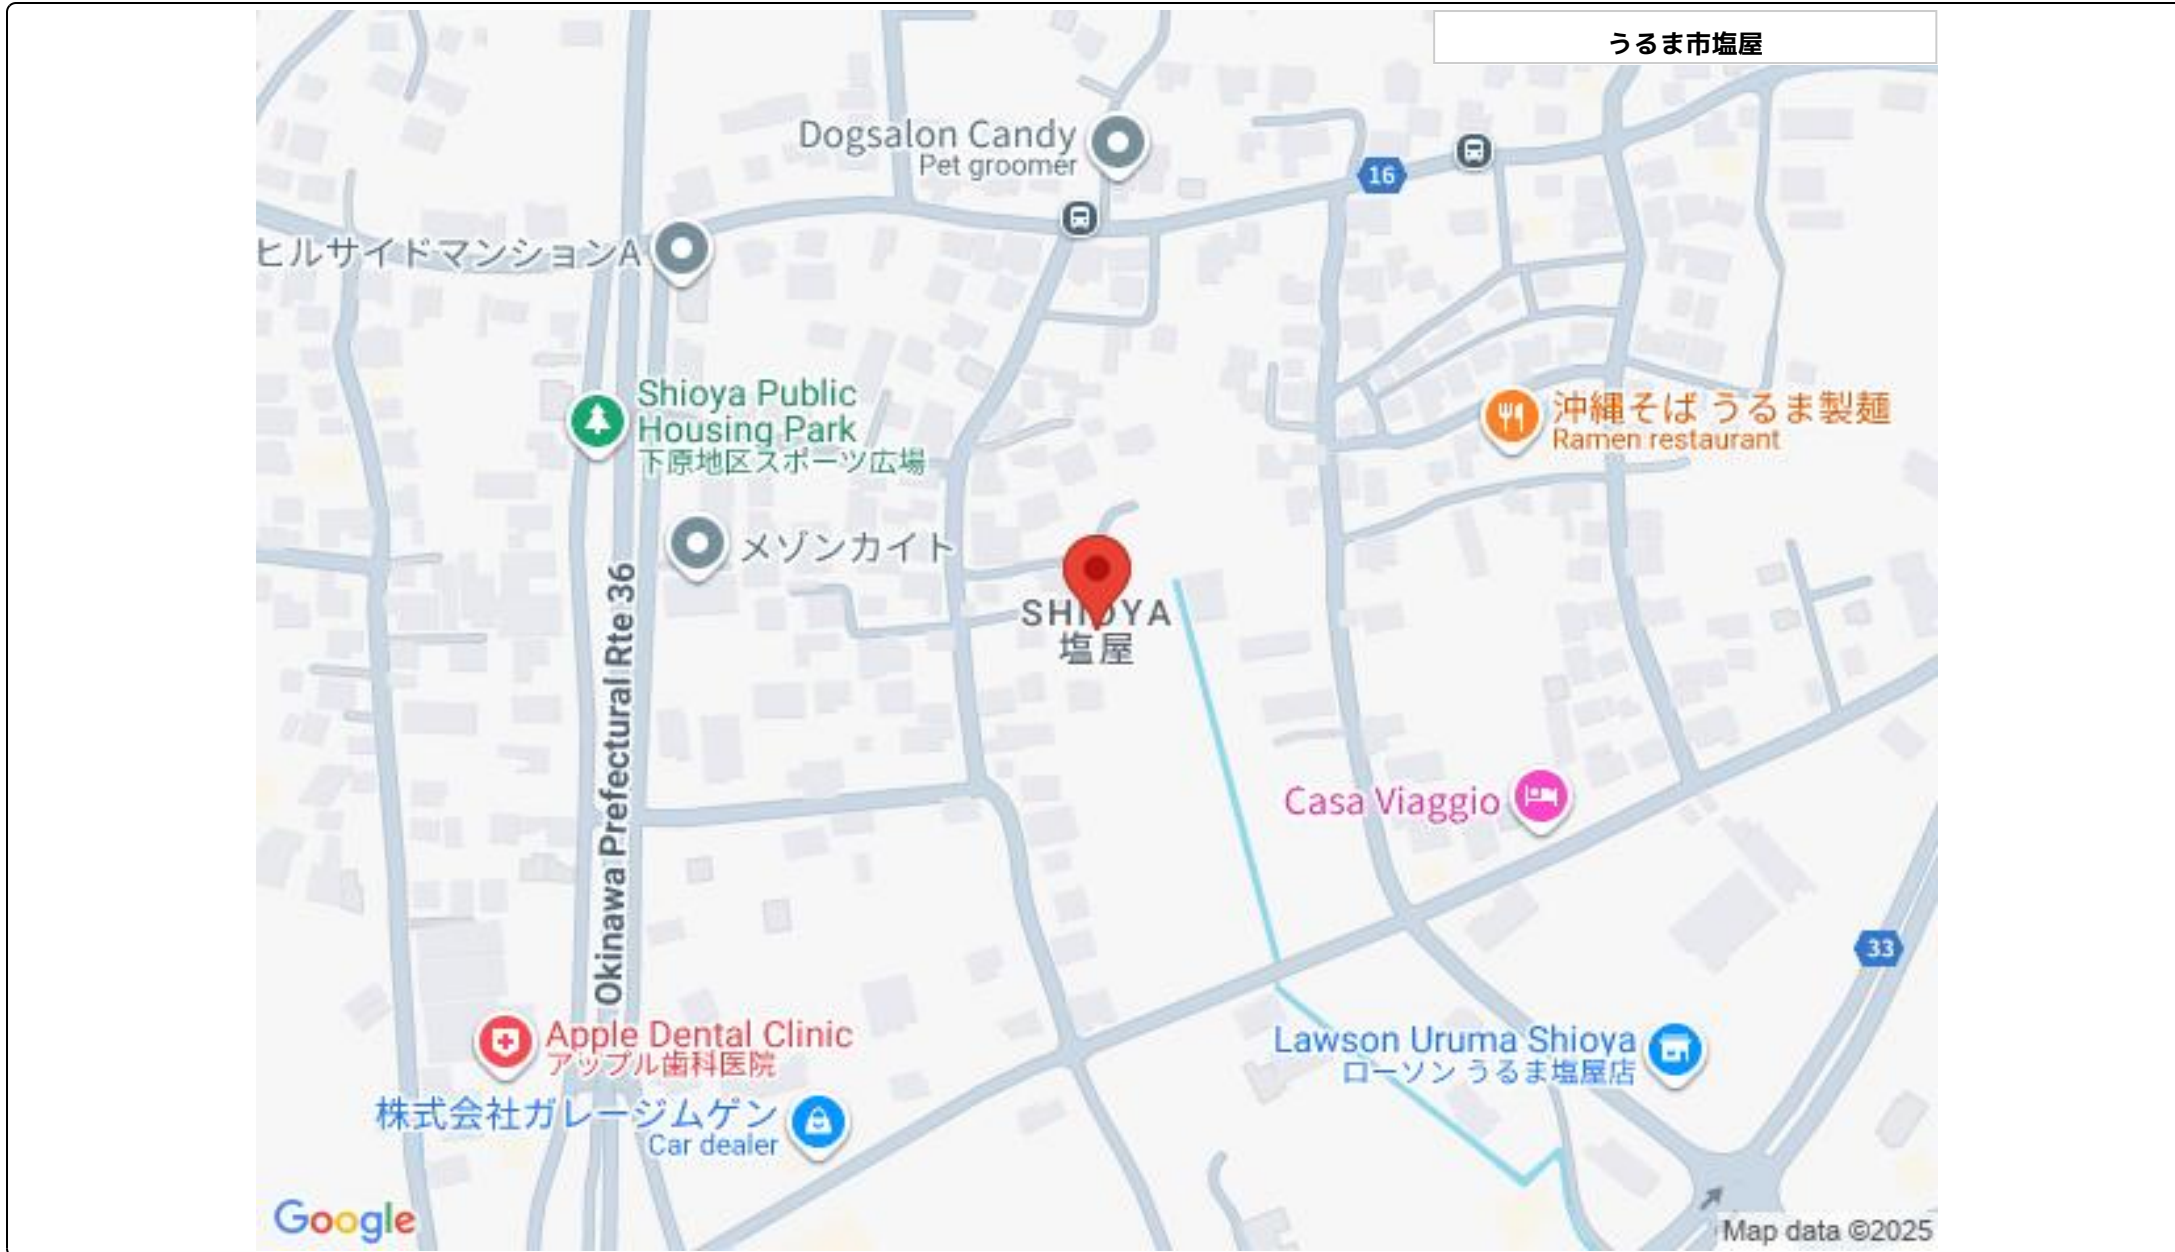 うるま市塩屋
Dogsalon Candy
Pet groomer
16
ヒルサイドマンションA
Shioya Public
Housing Park
下原地区スポーツ広場
沖縄そば うるま製麺
Ramen restaurant
メゾンカイト
SHIOYA
塩屋
Okinawa Prefectural Rte 36
Casa Viaggio
33
Apple Dental Clinic
アップル歯科医院
Lawson Uruma Shioya
ローソン うるま塩屋店
株式会社ガレージムゲン
Car dealer
Google
Map data ©2025